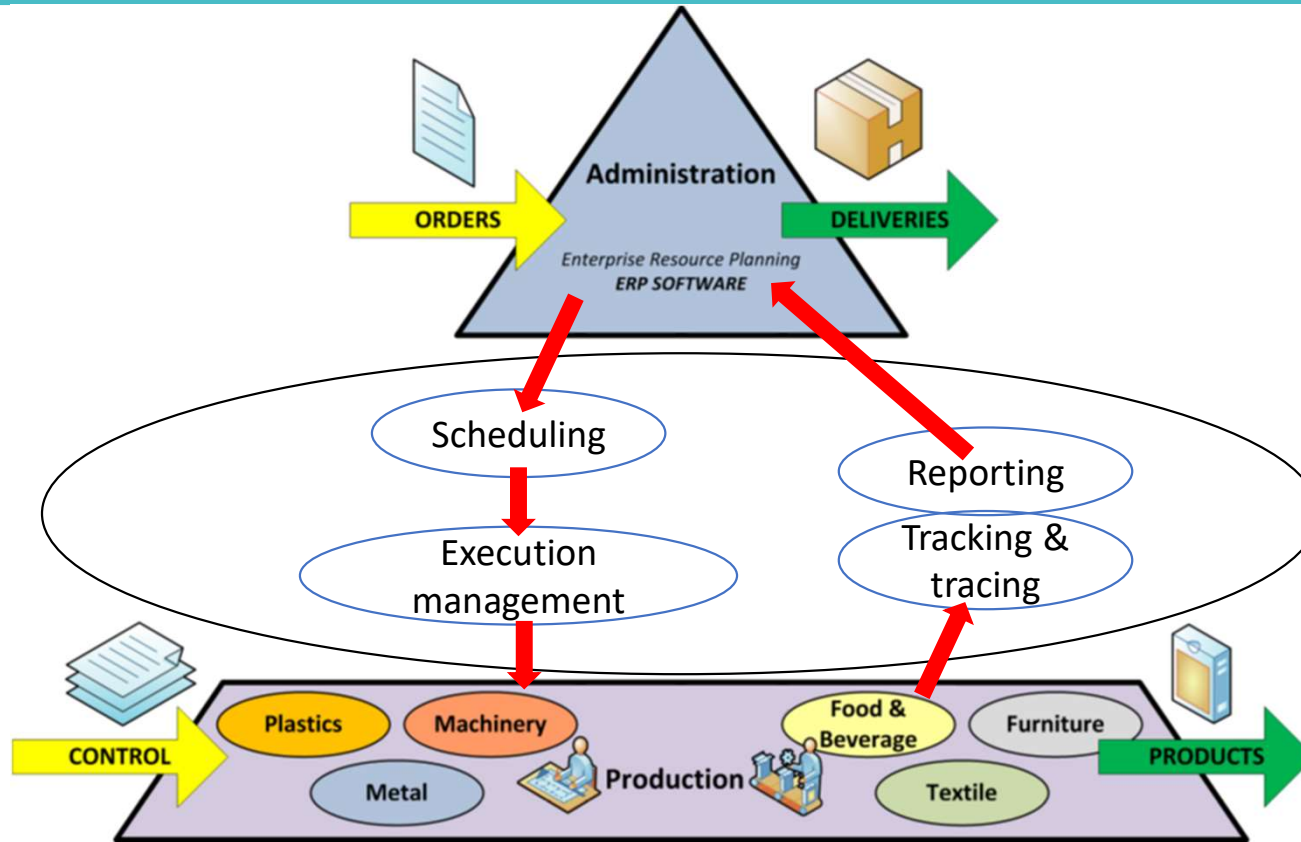 Administration
ORDERS
DELIVERIES
Enterprise Resource Planning
ERP SOFTWARE
Scheduling
Reporting
Execution
management
Tracking &
tracing
CONTROL
Plastics
Machinery
Metal
Production
Food &
Beverage
Furniture
Textile
PRODUCTS